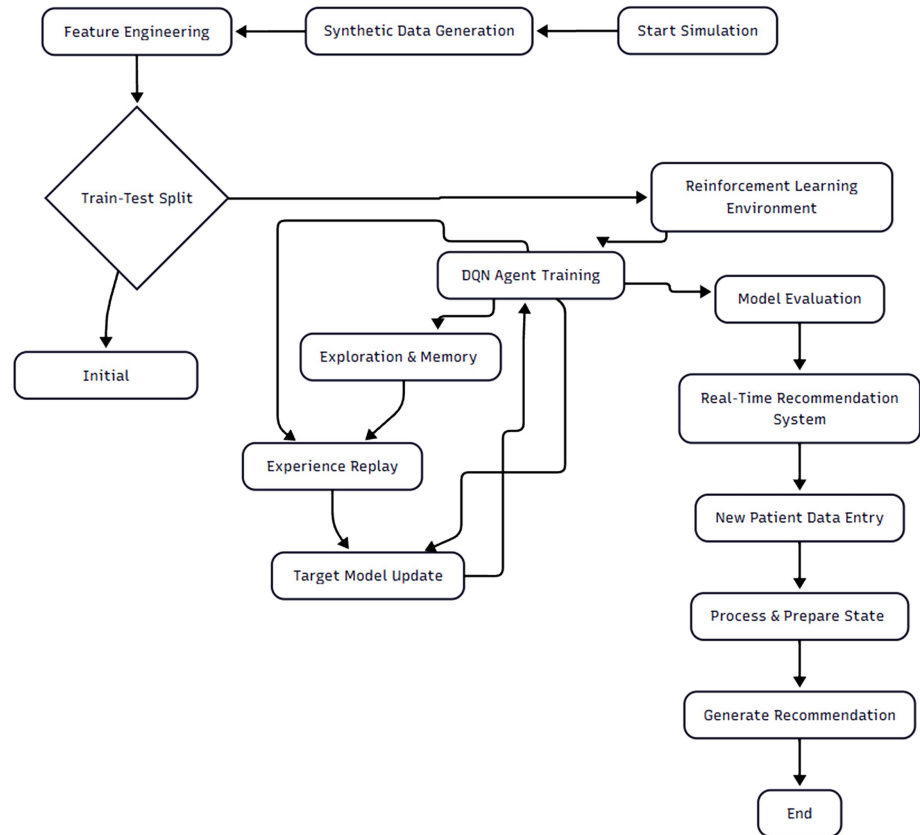 Feature Engineering
Synthetic Data Generation
Start Simulation
Train-Test Split
Reinforcement Learning
Environment
DQN Agent Training
Model Evaluation
Exploration & Memory
Initial
Real-Time Recommendation
System
Experience Replay
New Patient Data Entry
Target Model Update
Process & Prepare State
Generate Recommendation
End